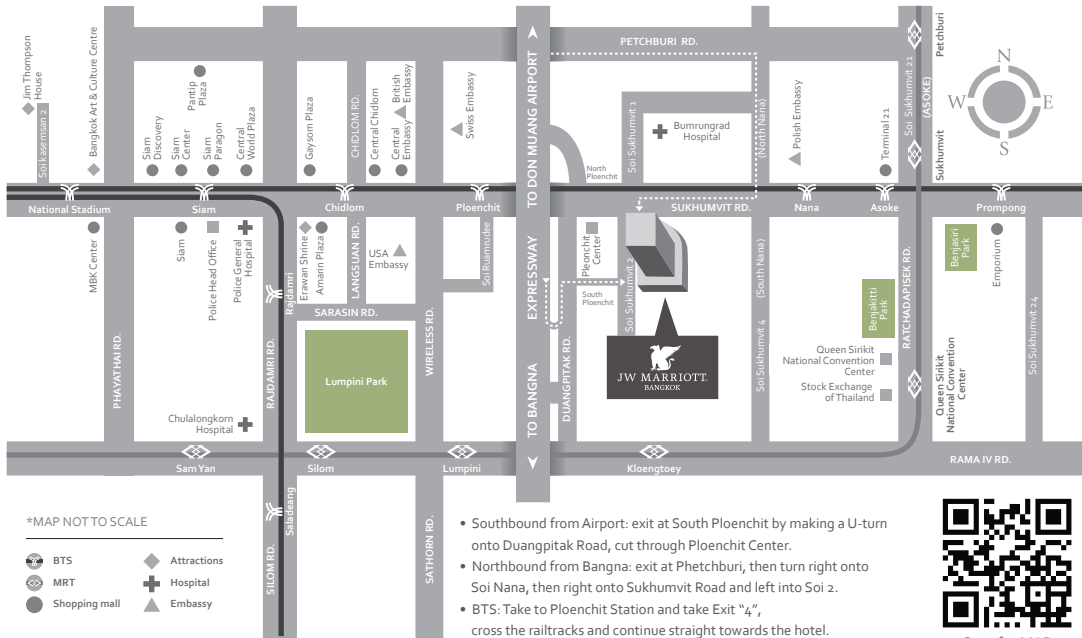 PETCHBURI RD.
Petchburi
Jim Thompson
House
Soi kasemsan 2
Bangkok Art & Culture Centre
Siam
Discovery
Siam
Center
Pantip
Plaza
Siam
Paragon
Central
World Plaza
Gaysorn Plaza
CHIDLOM RD.
Central Chidlom
Central
Embassy
British
Embassy
Swiss Embassy
TO DON MUANG AIRPORT
North
Ploenchit
Soi Sukhumvit 1
Bumrungrad
Hospital
(North Nana)
Polish Embassy
Terminal 21
Soi Sukhumvit 21
(ASOKE)
Sukhumvit
N
W
E
S
National Stadium
Siam
Chidlom
Ploenchit
SUKHUMVIT RD.
Nana
Asoke
Prompong
MBK Center
Siam
Police Head Office
Police General
Hospital
Rajdamri
Erawan Shrine
Amarin Plaza
LANGSUAN RD.
USA
Embassy
Soi Ruamrudee
EXPRESSWAY
Pleonchit
Center
South
Ploenchit
Soi Sukhumvit 2
(South Nana)
Soi Sukhumvit 4
Benjakitti
Park
RATCHADAPISEK RD.
Benjasiri
Park
Emporium
Soi Sukhumvit 24
PHAYATHAI RD.
RAJDAMRI RD.
SARASIN RD.
Lumpini Park
WIRELESS RD.
TO BANGNA
DUANGPITAK RD.
JW MARRIOTT
BANGKOK
Queen Sirikit
National Convention
Center
Stock Exchange
of Thailand
Queen Sirikit
National Convention
Center
Chulalongkorn
Hospital
Sam Yan
Silom
Lumpini
Kloengtoey
RAMA IV RD.
Saladeang
SILOM RD.
SATHORN RD.
*MAP NOT TO SCALE
BTS
MRT
Shopping mall
Attractions
Hospital
Embassy
• Southbound from Airport: exit at South Ploenchit by making a U-turn
onto Duangpitak Road, cut through Ploenchit Center.
• Northbound from Bangna: exit at Phetchburi, then turn right onto
Soi Nana, then right onto Sukhumvit Road and left into Soi 2.
• BTS: Take to Ploenchit Station and take Exit "4",
cross the railtracks and continue straight towards the hotel.